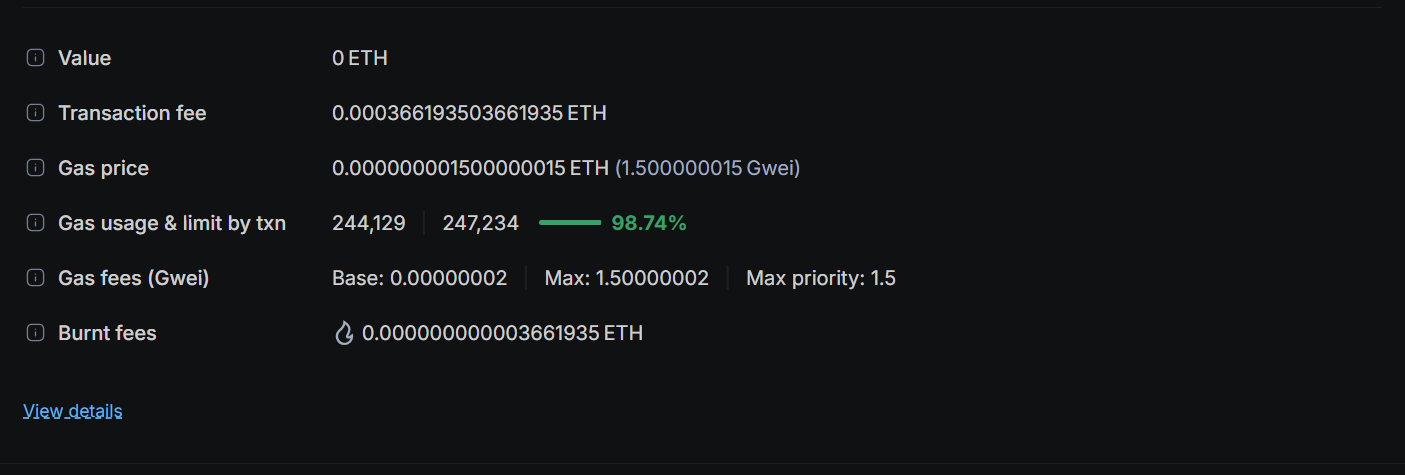 Value 0 ETH
Transaction fee 0.000366193503661935 ETH
Gas price 0.000000001500000015 ETH (1.500000015 Gwei)
Gas usage & limit by txn 244,129 247,234 98.74%
Gas fees (Gwei) Base: 0.00000002 Max: 1.50000002 Max priority: 1.5
Burnt fees 0.000000000003661935 ETH
View details